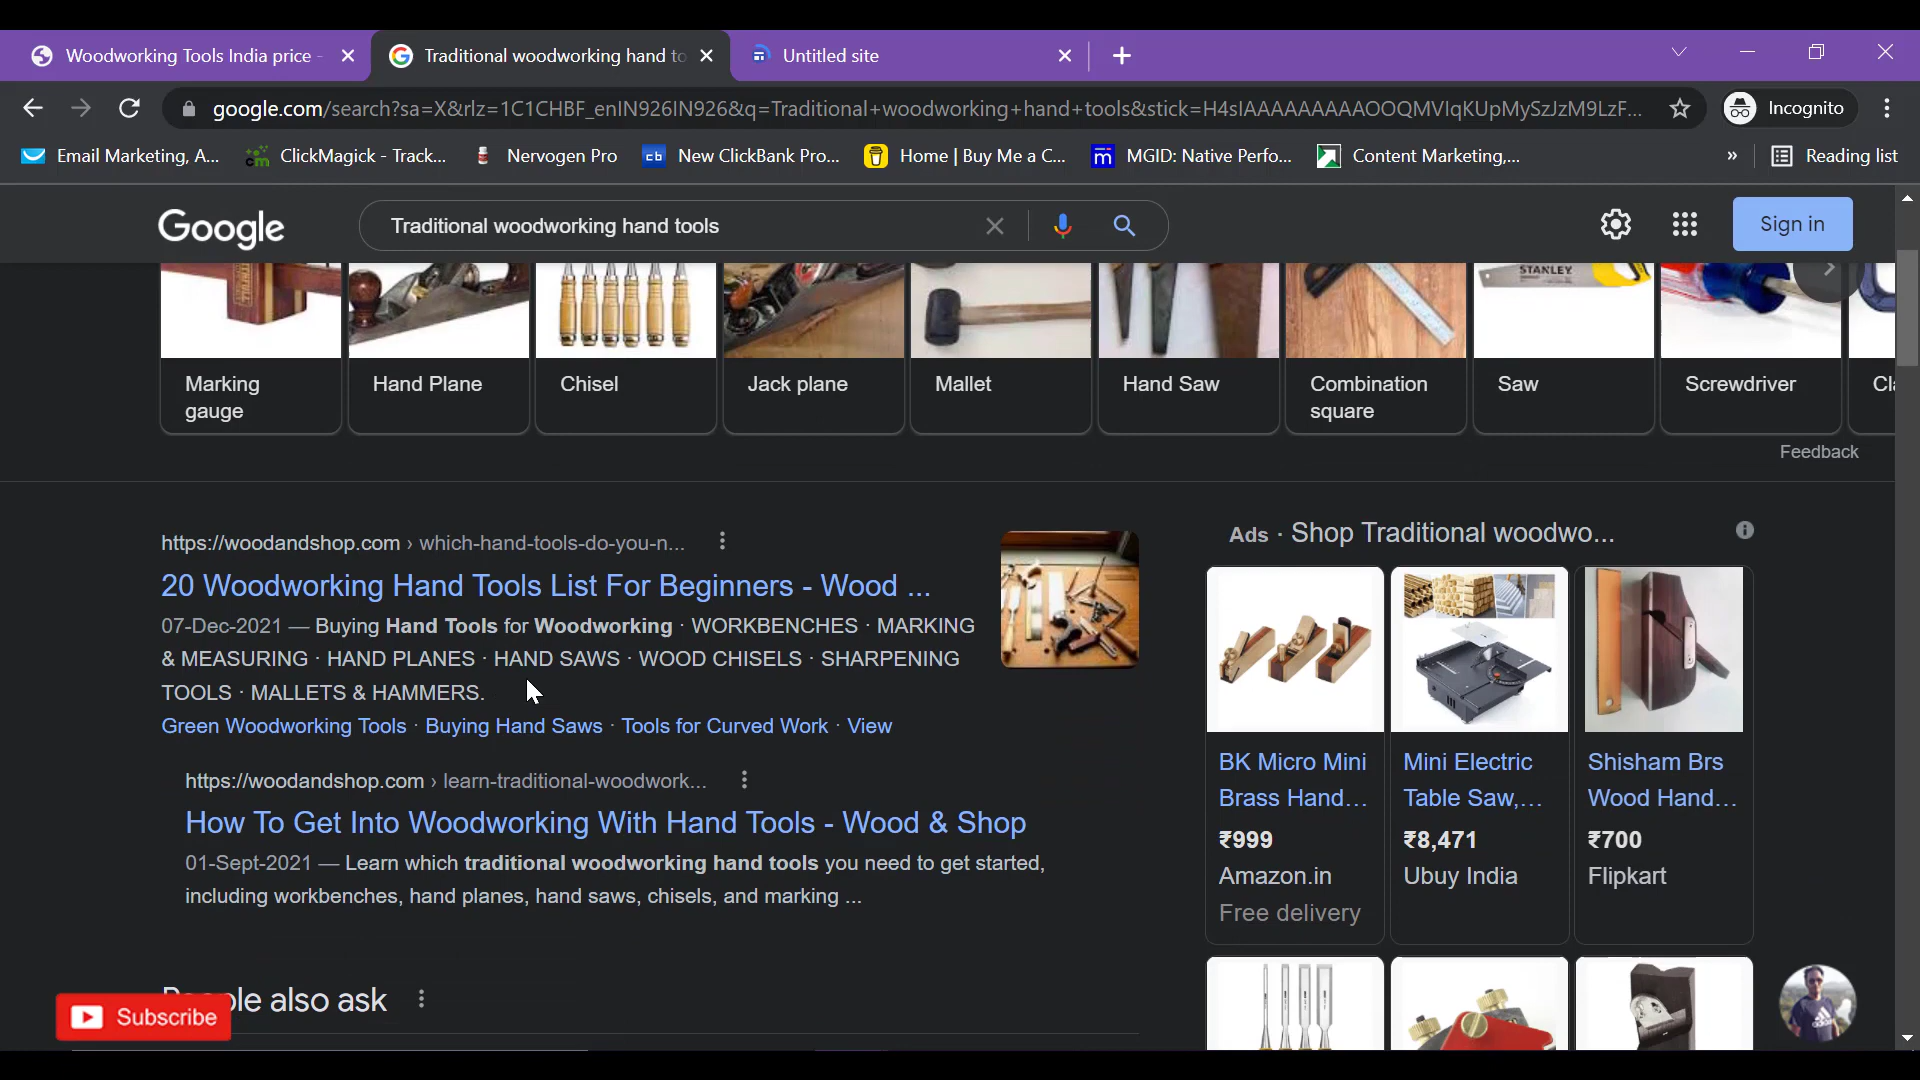 Woodworking Tools India price -
Traditional woodworking hand to
Untitled site
google.com/search?sa=X&rlz=1C1CHBF_enIN926IN926&q=Traditional+woodworking+hand+tools&stick=H4sIAAAAAAAAAOOQMVIqKUpMySzJzM9LzF...
Incognito
Email Marketing, A...
ClickMagick - Track...
Nervogen Pro
New ClickBank Pro...
Home | Buy Me a C...
MGID: Native Perfo...
Content Marketing,...
»
Reading list
Google
Traditional woodworking hand tools
Sign in
STANLEY
Marking
gauge
Hand Plane
Chisel
Jack plane
Mallet
Hand Saw
Combination
square
Saw
Screwdriver
Cl
Feedback
https://woodandshop.com › which-hand-tools-do-you-n...
20 Woodworking Hand Tools List For Beginners - Wood ...
07-Dec-2021 — Buying Hand Tools for Woodworking · WORKBENCHES · MARKING
& MEASURING · HAND PLANES · HAND SAWS · WOOD CHISELS · SHARPENING
TOOLS · MALLETS & HAMMERS.
Green Woodworking Tools · Buying Hand Saws · Tools for Curved Work · View
https://woodandshop.com › learn-traditional-woodwork...
How To Get Into Woodworking With Hand Tools - Wood & Shop
01-Sept-2021 — Learn which traditional woodworking hand tools you need to get started,
including workbenches, hand planes, hand saws, chisels, and marking ...
ple also ask
Subscribe
Ads · Shop Traditional woodwo...
BK Micro Mini
Brass Hand...
₹999
Amazon.in
Free delivery
Mini Electric
Table Saw,...
₹8,471
Ubuy India
Shisham Brs
Wood Hand...
₹700
Flipkart